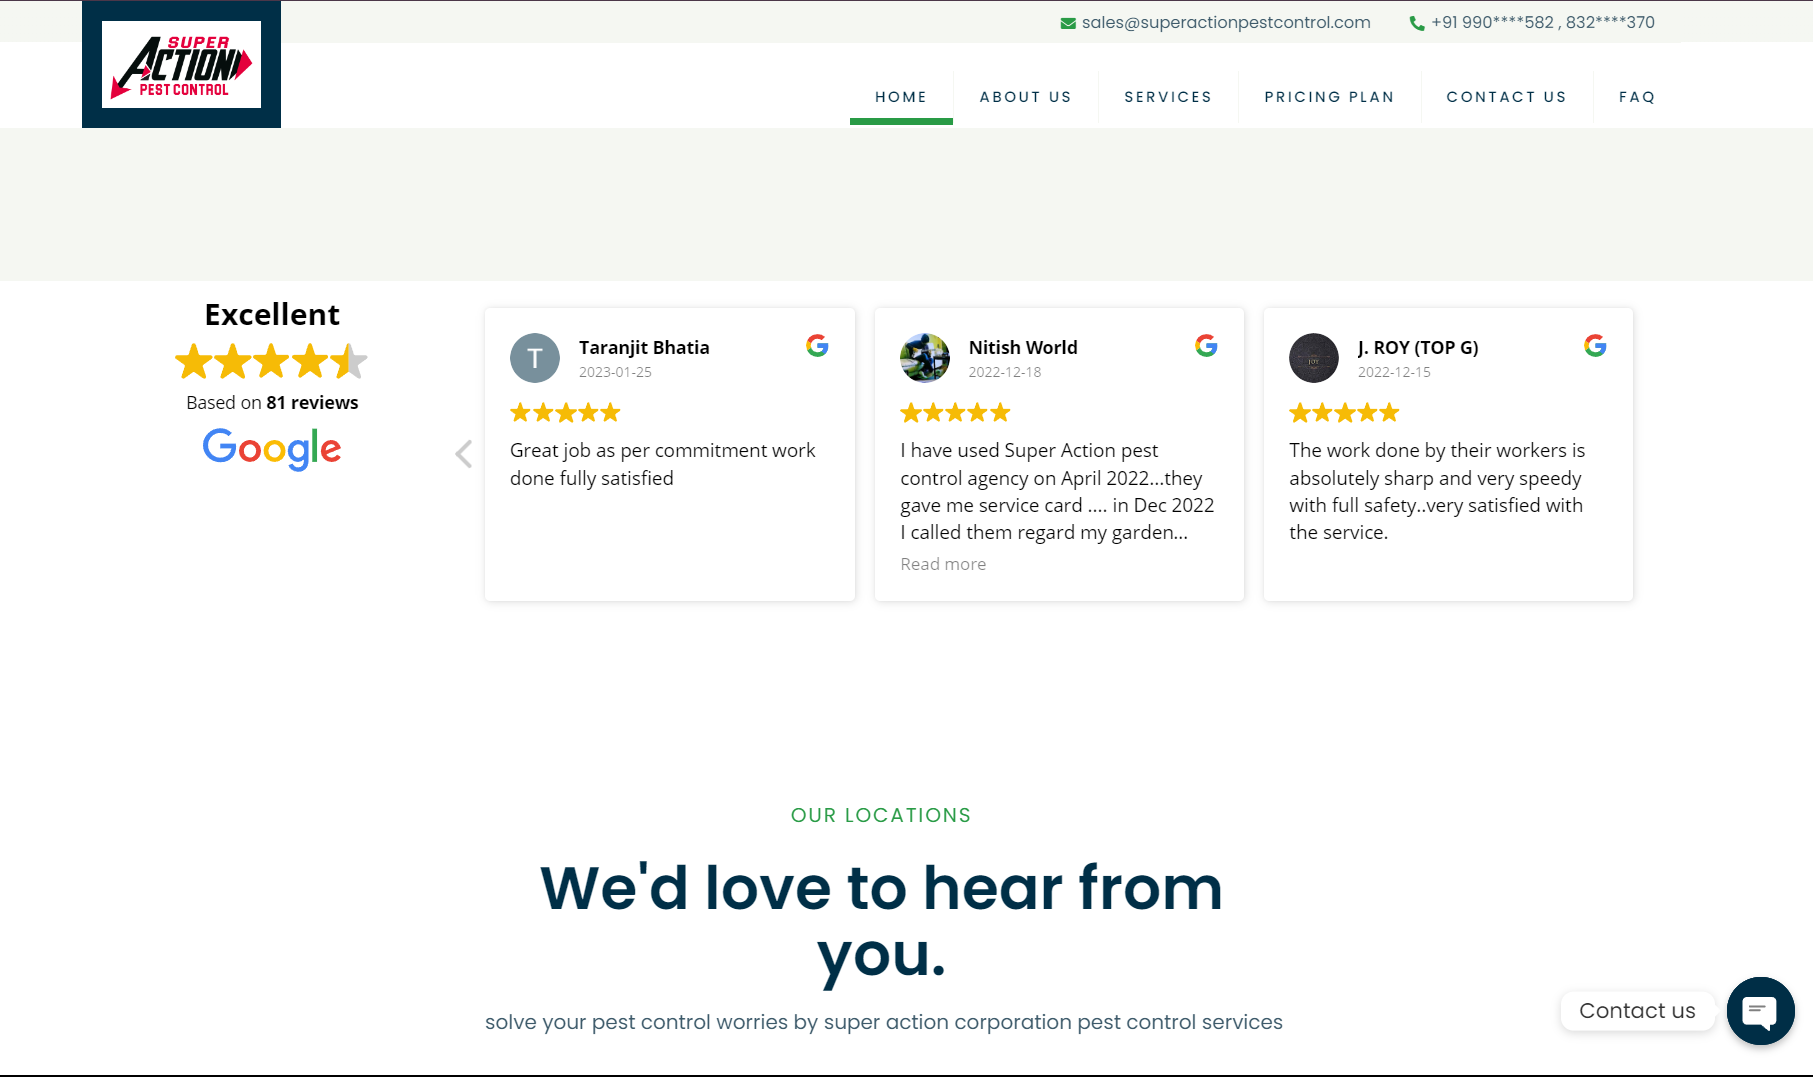 sales@superactionpestcontrol.com +91 990****582 , 832****370
SUPER
ACTION
PEST CONTROL
HOME ABOUT US SERVICES PRICING PLAN CONTACT US FAQ
Excellent
Based on 81 reviews
Google
T
Taranjit Bhatia
2023-01-25
Great job as per commitment work
done fully satisfied
Nitish World
2022-12-18
I have used Super Action pest
control agency on April 2022...they
gave me service card .... in Dec 2022
I called them regard my garden...
Read more
J. ROY (TOP G)
2022-12-15
The work done by their workers is
absolutely sharp and very speedy
with full safety..very satisfied with
the service.
OUR LOCATIONS
We'd love to hear from
you.
solve your pest control worries by super action corporation pest control services
Contact us